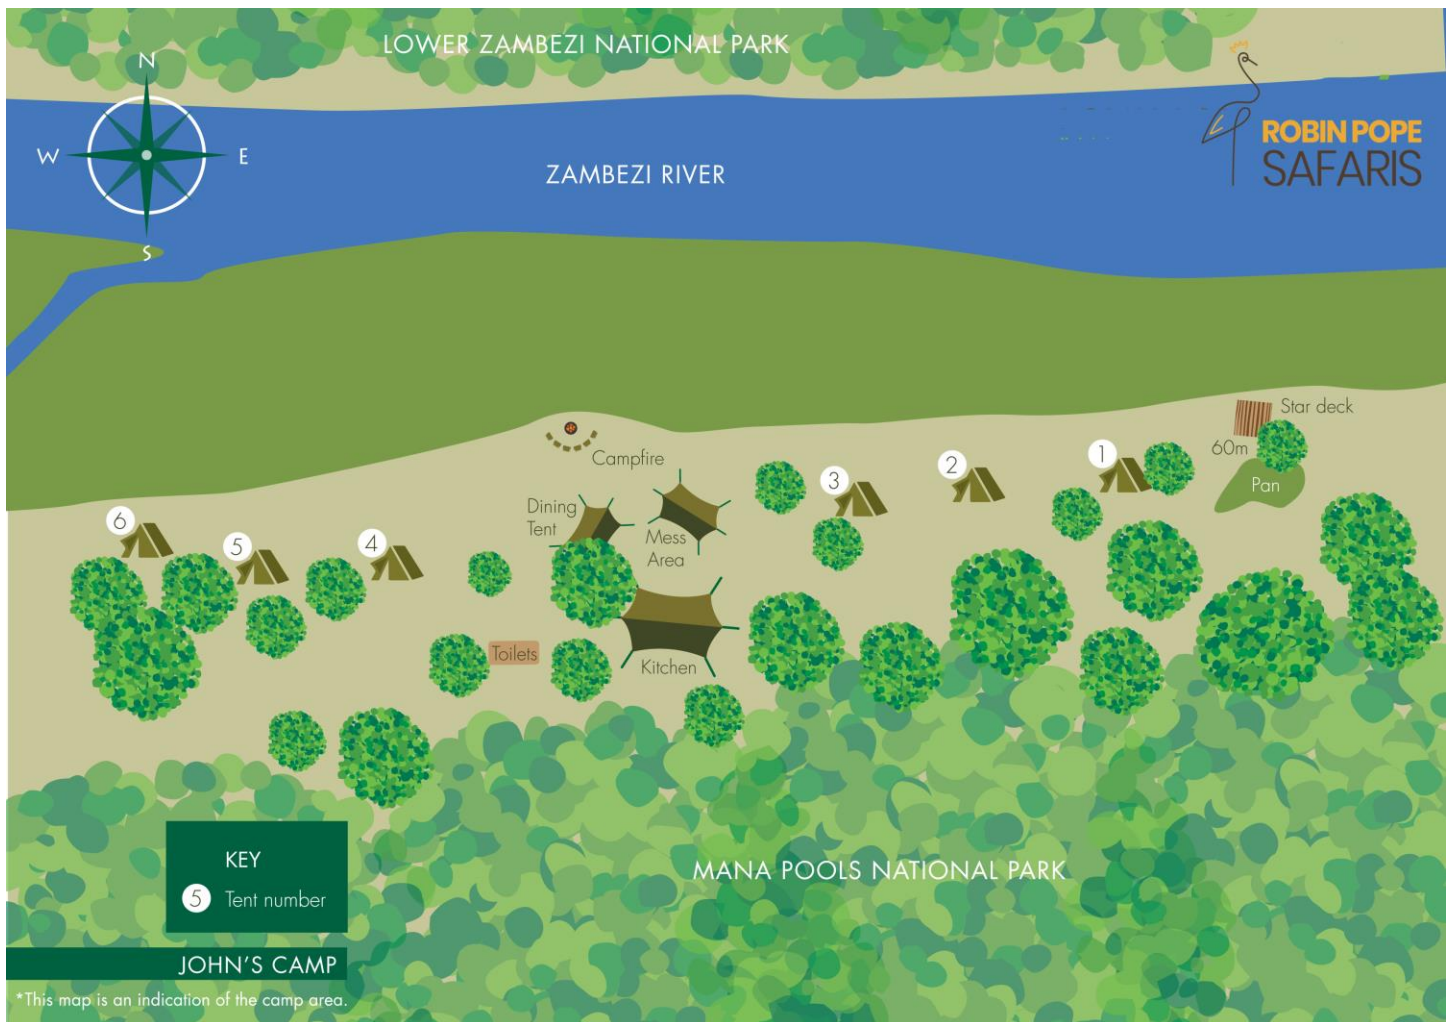 LOWER ZAMBEZI NATIONAL PARK
N
W
E
S
ZAMBEZI RIVER
ROBIN POPE
SAFARIS
Star deck
60m
Pan
1
2
3
Campfire
Dining
Tent
Mess
Area
4
5
6
Toilets
Kitchen
MANA POOLS NATIONAL PARK
KEY
5 Tent number
JOHN'S CAMP
*This map is an indication of the camp area.